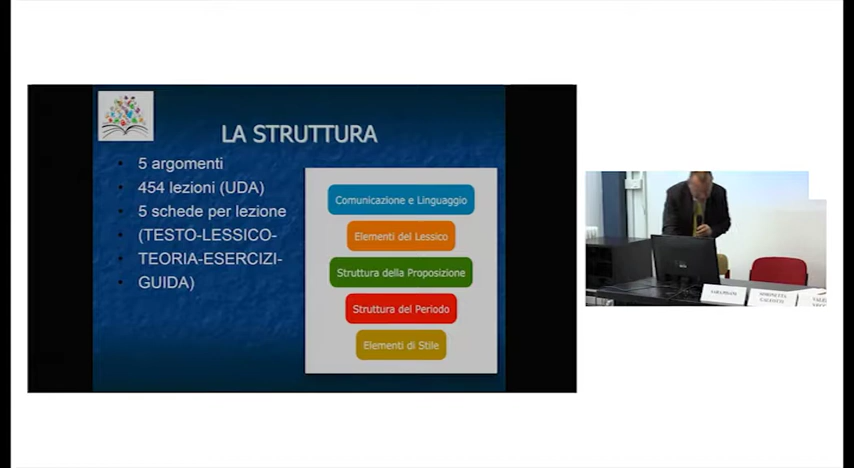 LA STRUTTURA
5 argomenti
454 lezioni (UDA)
5 schede per lezione
(TESTO-LESSICO-
TEORIA-ESERCIZI-
GUIDA)
Comunicazione e Linguaggio
Elementi del Lessico
Struttura della Proposizione
Struttura del Periodo
Elementi di Stile
SIMONETTA